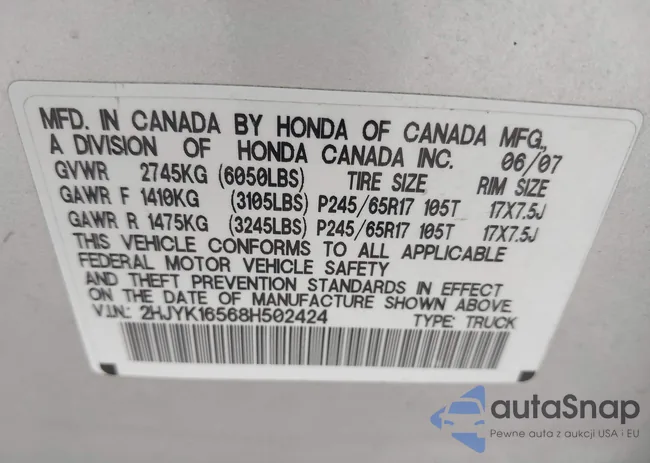 MFD. IN CANADA BY HONDA OF CANADA MFG.,
A DIVISION OF HONDA CANADA INC. 06/07
GVWR 2745KG (6050LBS) TIRE SIZE RIM SIZE
GAWR F 1410KG (3105LBS) P245/65R17 105T 17X7.5J
GAWR R 1475KG (3245LBS) P245/65R17 105T 17X7.5J
THIS VEHICLE CONFORMS TO ALL APPLICABLE
FEDERAL MOTOR VEHICLE SAFETY
AND THEFT PREVENTION STANDARDS IN EFFECT
ON THE DATE OF MANUFACTURE SHOWN ABOVE.
V.I.N.: 2HJYK16568H502424 TYPE: TRUCK
autaSnap
Pewne auta z aukcji USA i EU